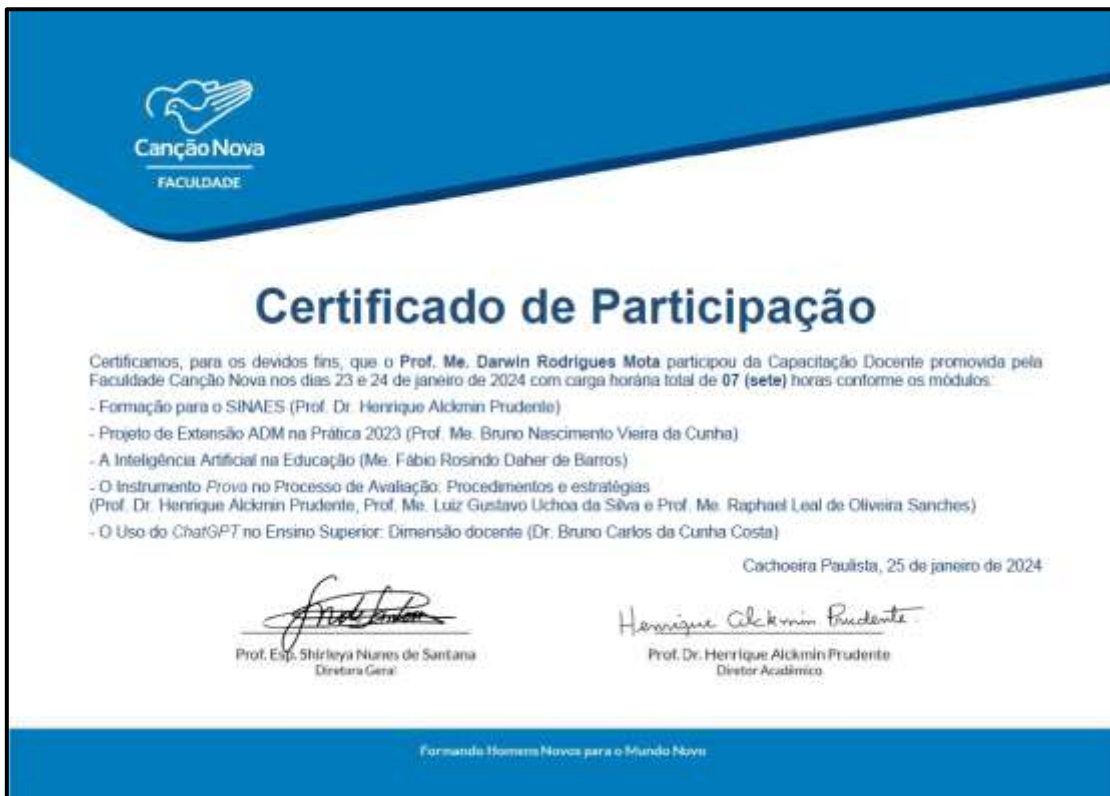 Canção Nova
FACULDADE
Certificado de Participação
Certificamos, para os devidos fins, que o Prof. Me. Darwin Rodrigues Mota participou da Capacitação Docente promovida pela
Faculdade Canção Nova nos dias 23 e 24 de janeiro de 2024 com carga horária total de 07 (sete) horas conforme os módulos:
- Formação para o SINAES (Prof. Dr. Henrique Alckmin Prudente)
- Projeto de Extensão ADM na Prática 2023 (Prof. Me. Bruno Nascimento Vieira da Cunha)
- A Inteligência Artificial na Educação (Me. Fábio Rosindo Daher de Barros)
- O Instrumento Prova no Processo de Avaliação: Procedimentos e estratégias
(Prof. Dr. Henrique Alckmin Prudente, Prof. Me. Luiz Gustavo Uchoa da Silva e Prof. Me. Raphael Leal de Oliveira Sanches)
- O Uso do ChatGPT no Ensino Superior: Dimensão docente (Dr. Bruno Carlos da Cunha Costa)
Cachoeira Paulista, 25 de janeiro de 2024
Henrique Alckmin Prudente.
Prof. Esp. Shirleya Nunes de Santana
Diretora Geral
Prof. Dr. Henrique Alckmin Prudente
Diretor Acadêmico
Formando Homens Novos para o Mundo Novo